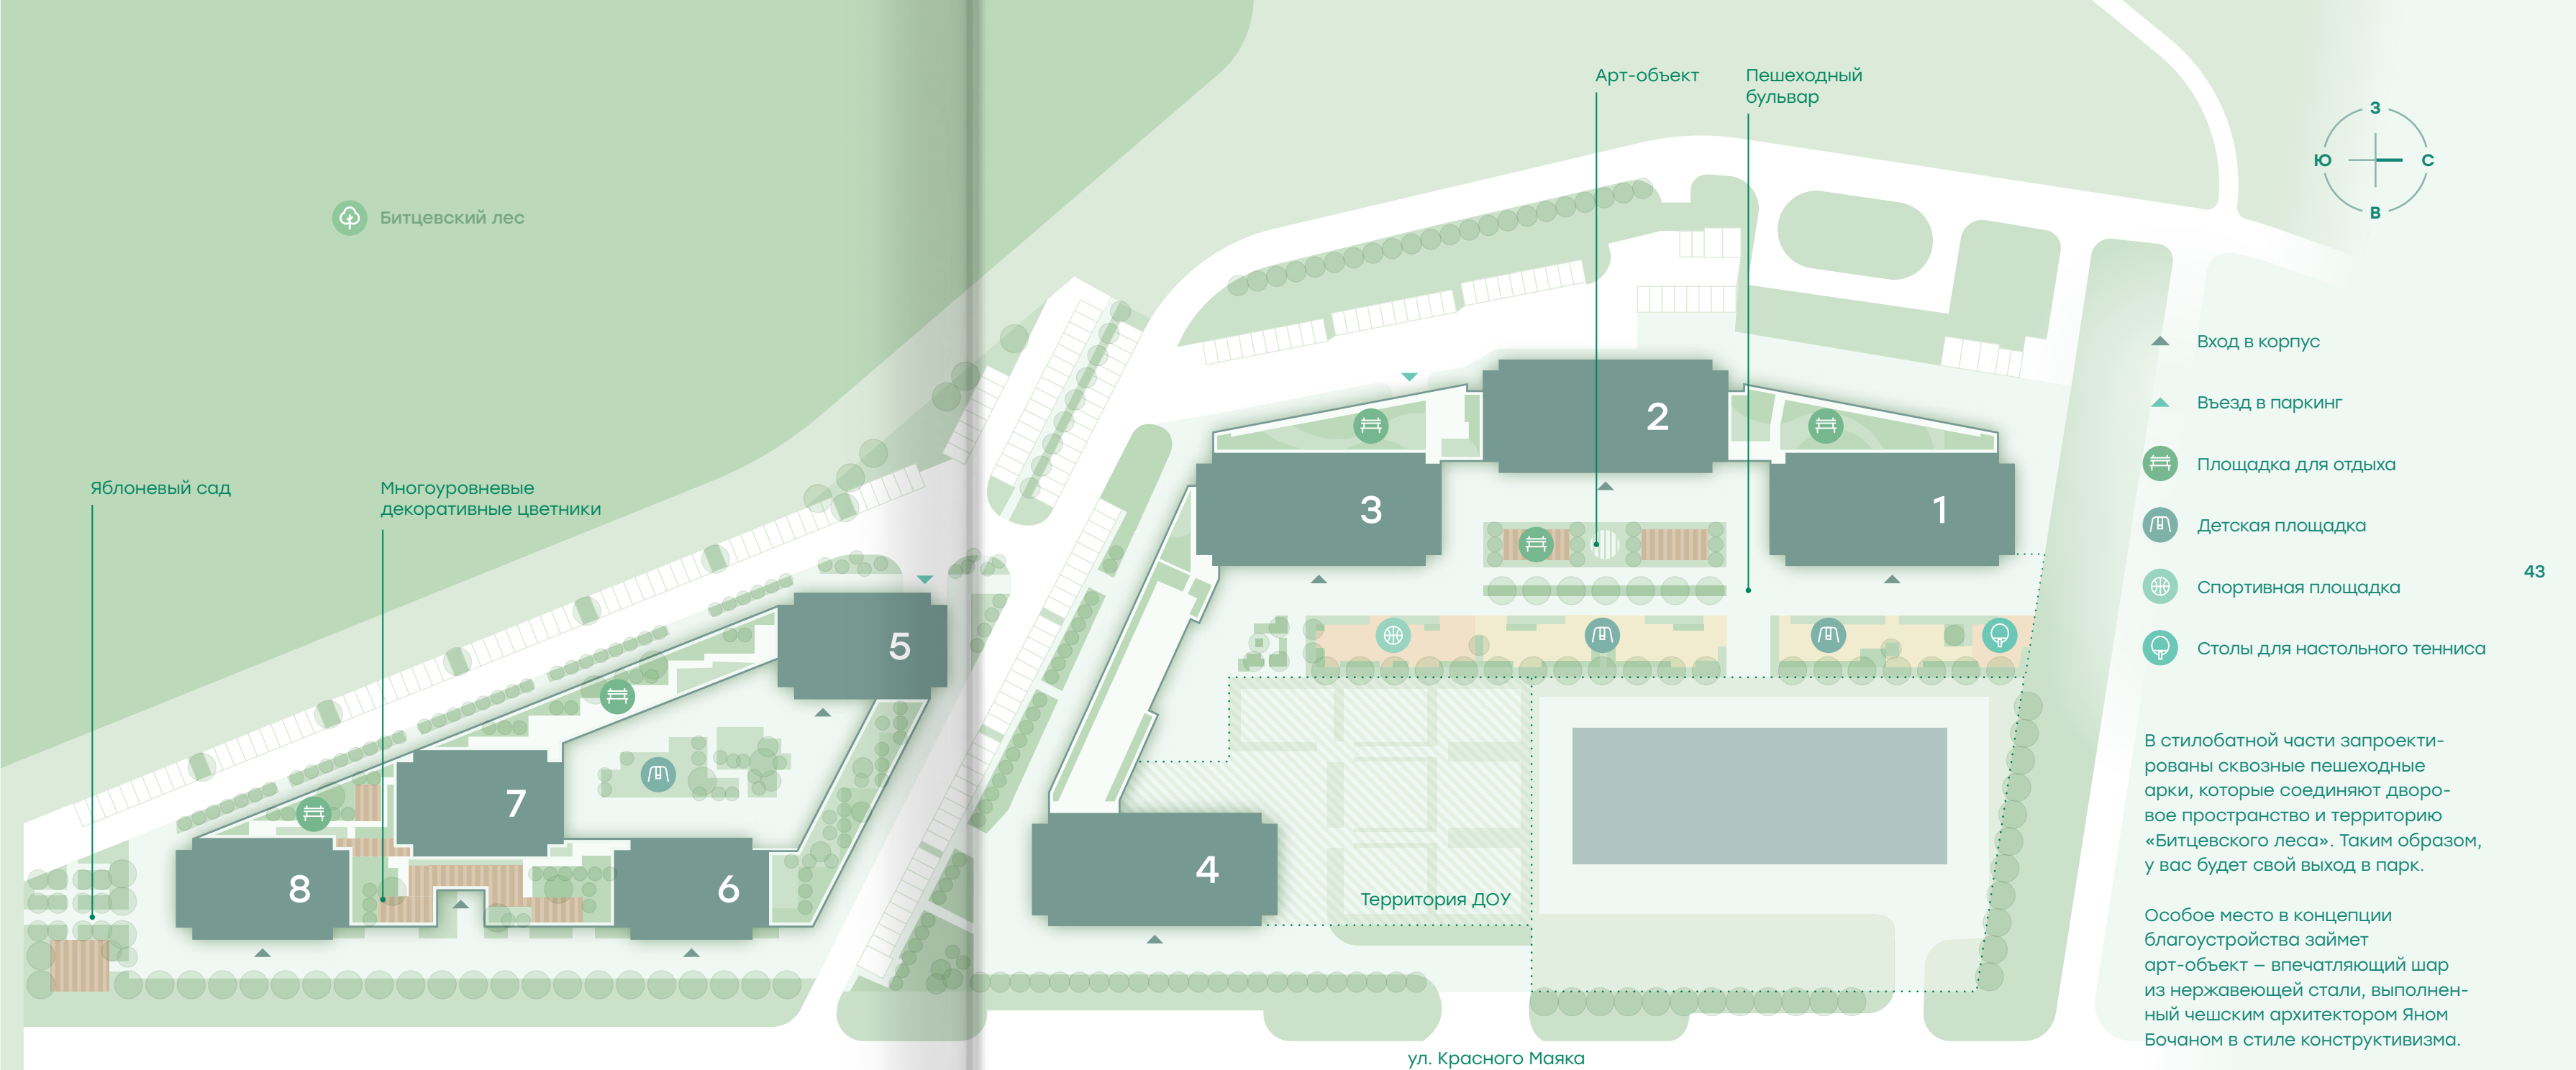 Арт-объект
Пешеходный
бульвар
З
Ю
С
В
Битцевский лес
Яблоневый сад
Многоуровневые
декоративные цветники
1
2
3
4
5
6
7
8
Территория ДОУ
ул. Красного Маяка
Вход в корпус
Въезд в паркинг
Площадка для отдыха
Детская площадка
Спортивная площадка
Столы для настольного тенниса
43
В стилобатной части запроекти-
рованы сквозные пешеходные
арки, которые соединяют дворо-
вое пространство и территорию
«Битцевского леса». Таким образом,
у вас будет свой выход в парк.
Особое место в концепции
благоустройства займет
арт-объект — впечатляющий шар
из нержавеющей стали, выполнен-
ный чешским архитектором Яном
Бочаном в стиле конструктивизма.